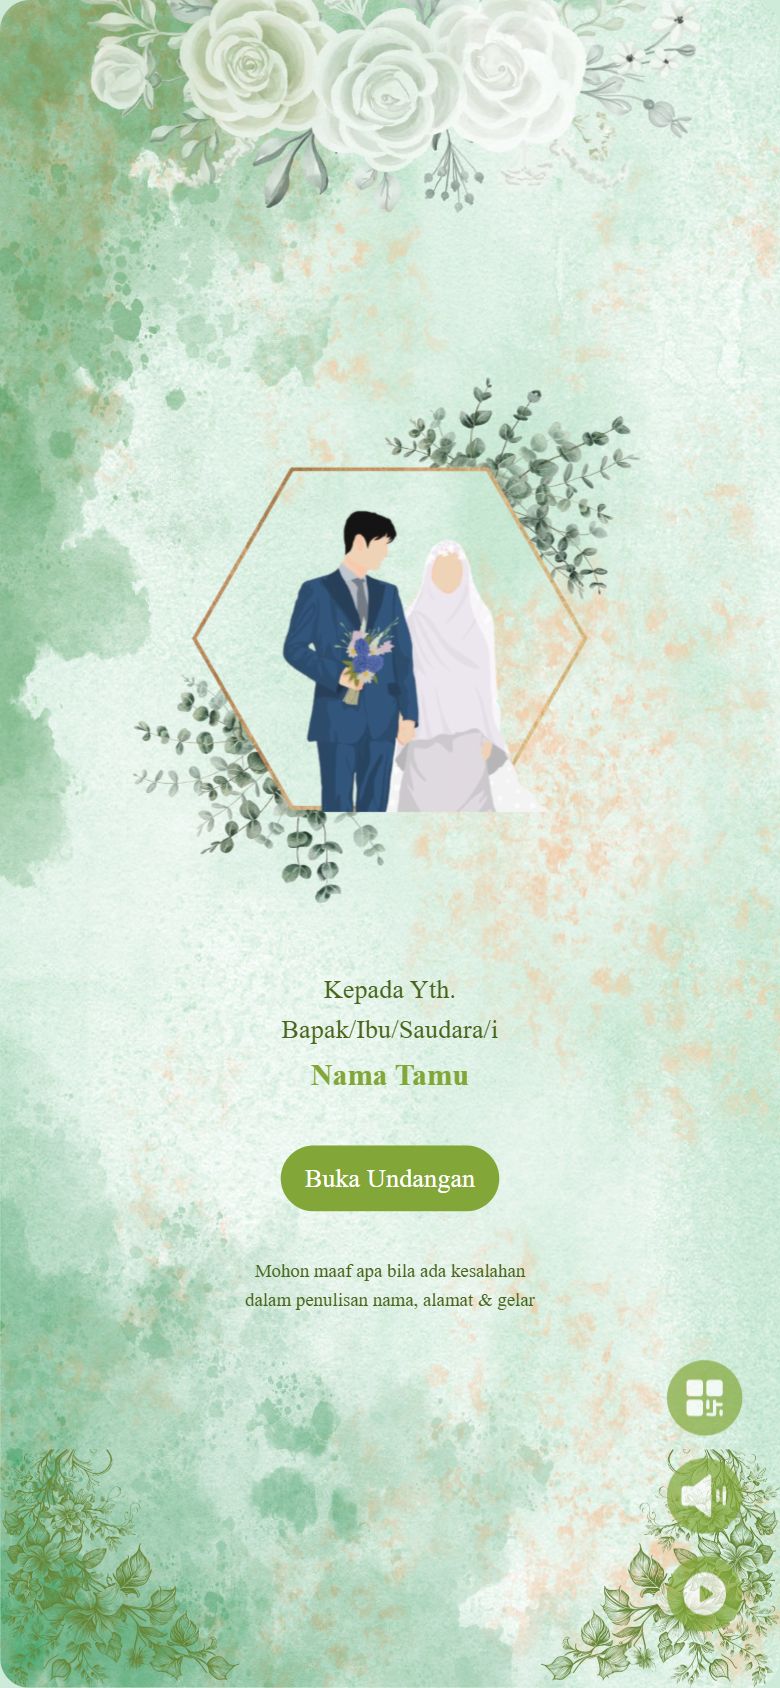 Kepada Yth.
Bapak/Ibu/Saudara/i
Nama Tamu
Buka Undangan
Mohon maaf apa bila ada kesalahan
dalam penulisan nama, alamat & gelar